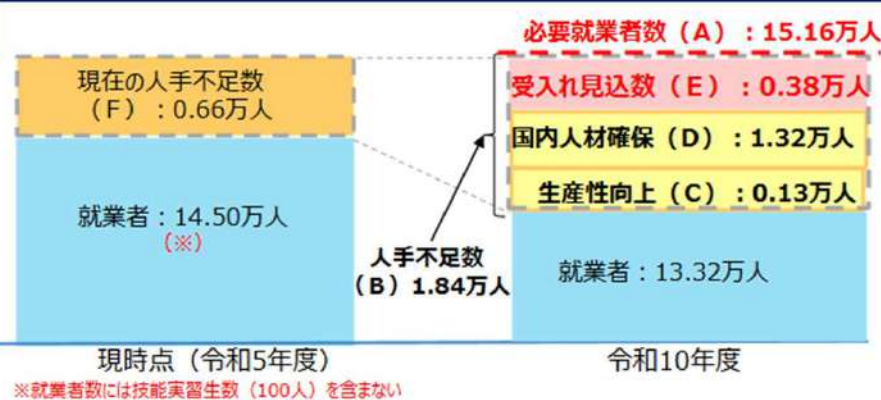 必要就業者数（A）：15.16万人
現在の人手不足数
（F）：0.66万人
受入れ見込数（E）：0.38万人
国内人材確保（D）：1.32万人
生産性向上（C）：0.13万人
就業者：14.50万人
（※）
人手不足数
（B）1.84万人
就業者：13.32万人
現時点（令和5年度）
令和10年度
※就業者数には技能実習生数（100人）を含まない